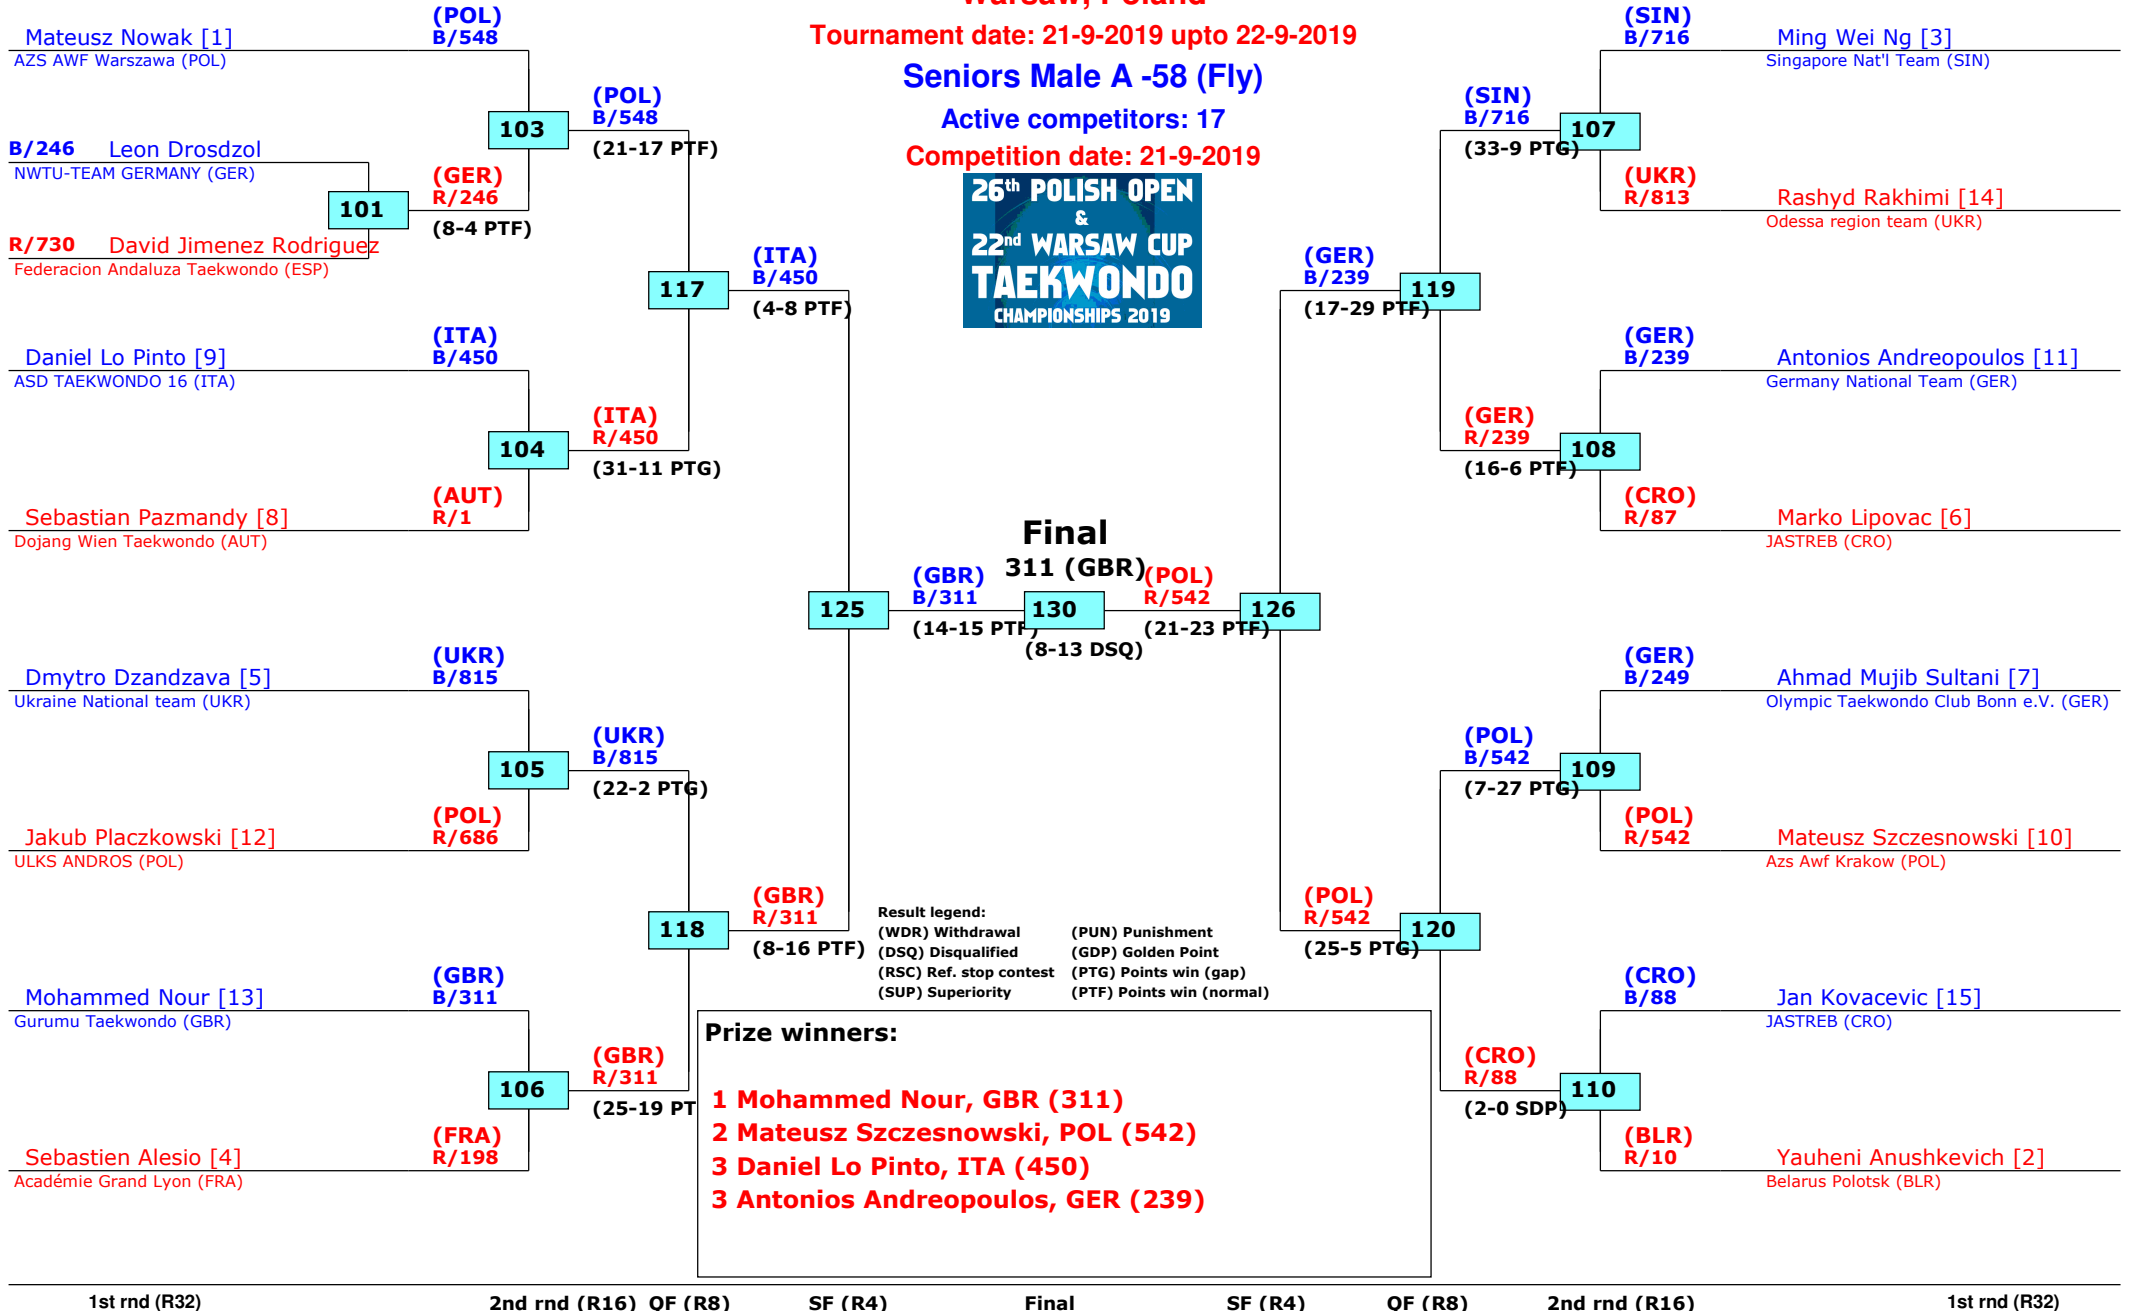 Warsaw, Poland
Tournament date: 21-9-2019 upto 22-9-2019
Seniors Male A -58 (Fly)
Active competitors: 17
Competition date: 21-9-2019
26th POLISH OPEN
&
22nd WARSAW CUP
TAEKWONDO
CHAMPIONSHIPS 2019
(POL)
Mateusz Nowak [1] B/548
AZS AWF Warszawa (POL)
(POL)
B/548
103
(21-17 PTF)
B/246 Leon Drosdzol
NWTU-TEAM GERMANY (GER)
(GER)
R/246
101
(8-4 PTF)
R/730 David Jimenez Rodriguez
Federacion Andaluza Taekwondo (ESP)
(ITA)
B/450
117
(4-8 PTF)
(ITA)
Daniel Lo Pinto [9] B/450
ASD TAEKWONDO 16 (ITA)
(ITA)
R/450
104
(31-11 PTG)
(AUT)
Sebastian Pazmandy [8] R/1
Dojang Wien Taekwondo (AUT)
(GBR)
B/311
125
(14-15 PTF)
(UKR)
Dmytro Dzandzava [5] B/815
Ukraine National team (UKR)
(UKR)
B/815
105
(22-2 PTG)
(POL)
Jakub Placzkowski [12] R/686
ULKS ANDROS (POL)
(GBR)
R/311
118
(8-16 PTF)
(GBR)
Mohammed Nour [13] B/311
Gurumu Taekwondo (GBR)
(GBR)
R/311
106
(25-19 PT
(FRA)
Sebastien Alesio [4] R/198
Académie Grand Lyon (FRA)
Final
311 (GBR)
130
(8-13 DSQ)
(SIN)
B/716 Ming Wei Ng [3]
Singapore Nat'l Team (SIN)
(SIN)
B/716
107
(33-9 PTG)
(UKR)
R/813 Rashyd Rakhimi [14]
Odessa region team (UKR)
(GER)
B/239
119
(17-29 PTF)
(GER)
B/239 Antonios Andreopoulos [11]
Germany National Team (GER)
(GER)
R/239
108
(16-6 PTF)
(CRO)
R/87 Marko Lipovac [6]
JASTREB (CRO)
(POL)
R/542
126
(21-23 PTF)
(GER)
B/249 Ahmad Mujib Sultani [7]
Olympic Taekwondo Club Bonn e.V. (GER)
(POL)
B/542
109
(7-27 PTG)
(POL)
R/542 Mateusz Szczesnowski [10]
Azs Awf Krakow (POL)
(POL)
R/542
120
(25-5 PTG)
(CRO)
B/88 Jan Kovacevic [15]
JASTREB (CRO)
(CRO)
R/88
110
(2-0 SDP)
(BLR)
R/10 Yauheni Anushkevich [2]
Belarus Polotsk (BLR)
Result legend:
(WDR) Withdrawal (PUN) Punishment
(DSQ) Disqualified (GDP) Golden Point
(RSC) Ref. stop contest (PTG) Points win (gap)
(SUP) Superiority (PTF) Points win (normal)
Prize winners:
1 Mohammed Nour, GBR (311)
2 Mateusz Szczesnowski, POL (542)
3 Daniel Lo Pinto, ITA (450)
3 Antonios Andreopoulos, GER (239)
1st rnd (R32) 2nd rnd (R16) QF (R8) SF (R4) Final SF (R4) QF (R8) 2nd rnd (R16) 1st rnd (R32)